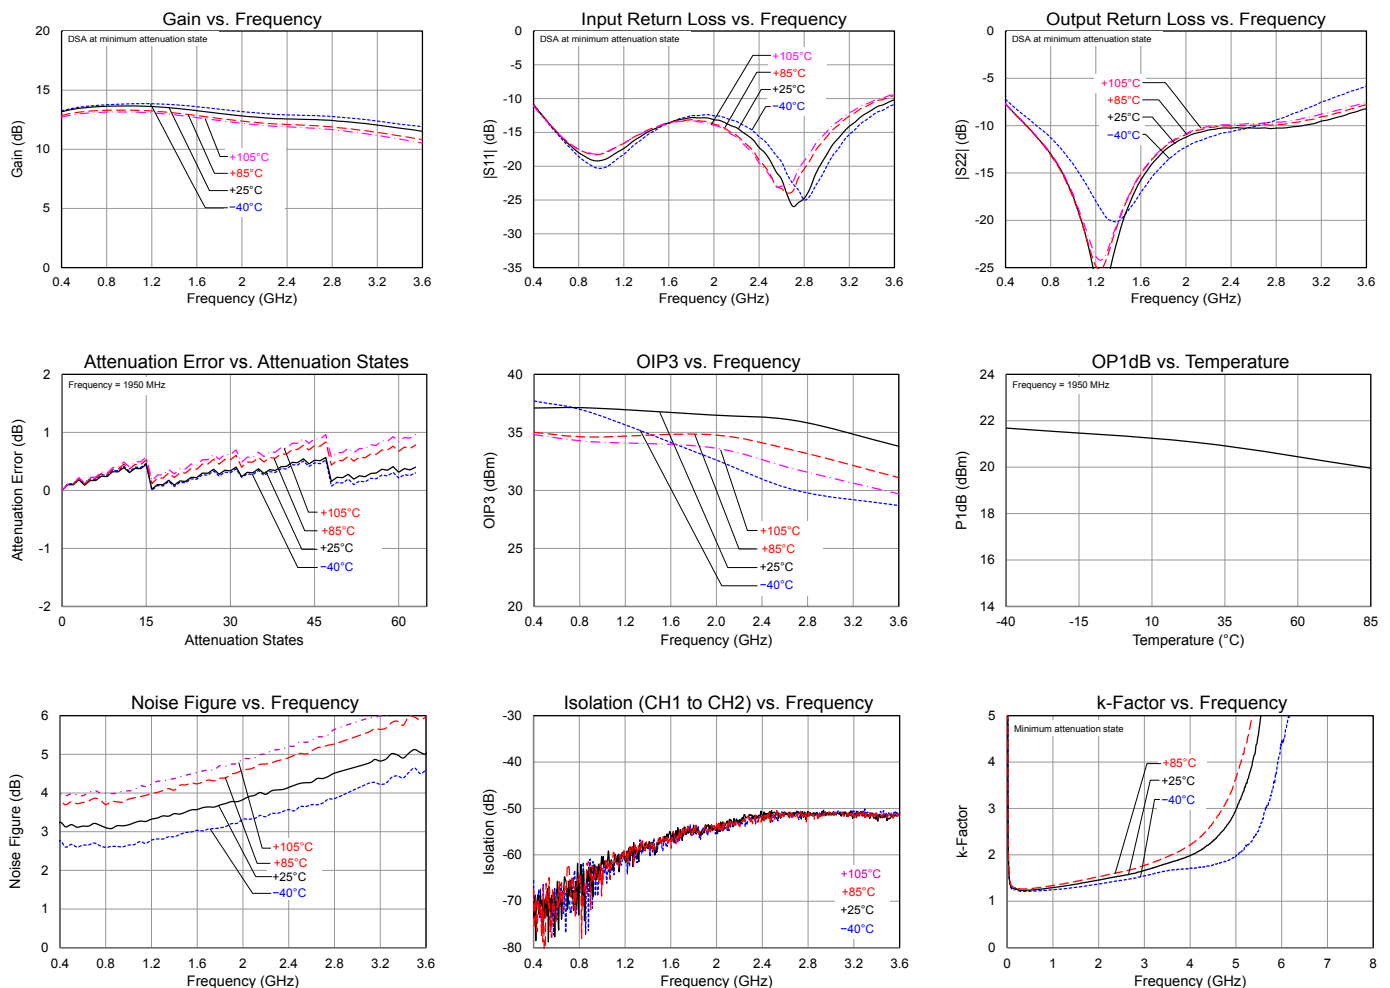 Gain vs. Frequency
DSA at minimum attenuation state
Gain (dB)
20
15
10
5
0
+105°C
+85°C
+25°C
−40°C
0.4 0.8 1.2 1.6 2 2.4 2.8 3.2 3.6
Frequency (GHz)
Input Return Loss vs. Frequency
DSA at minimum attenuation state
|S11| (dB)
0
-5
-10
-15
-20
-25
-30
-35
+105°C
+85°C
+25°C
−40°C
0.4 0.8 1.2 1.6 2 2.4 2.8 3.2 3.6
Frequency (GHz)
Output Return Loss vs. Frequency
DSA at minimum attenuation state
|S22| (dB)
0
-5
-10
-15
-20
-25
+105°C
+85°C
+25°C
−40°C
0.4 0.8 1.2 1.6 2 2.4 2.8 3.2 3.6
Frequency (GHz)
Attenuation Error vs. Attenuation States
Frequency = 1950 MHz
Attenuation Error (dB)
2
1
0
-1
-2
+105°C
+85°C
+25°C
−40°C
0 15 30 45 60
Attenuation States
OIP3 vs. Frequency
OIP3 (dBm)
40
35
30
25
20
+105°C
+85°C
+25°C
−40°C
0.4 0.8 1.2 1.6 2.0 2.4 2.8 3.2 3.6
Frequency (GHz)
OP1dB vs. Temperature
Frequency = 1950 MHz
P1dB (dBm)
24
22
20
18
16
14
-40 -15 10 35 60 85
Temperature (°C)
Noise Figure vs. Frequency
Noise Figure (dB)
6
5
4
3
2
1
0
+105°C
+85°C
+25°C
−40°C
0.4 0.8 1.2 1.6 2 2.4 2.8 3.2 3.6
Frequency (GHz)
Isolation (CH1 to CH2) vs. Frequency
Isolation (dB)
-30
-40
-50
-60
-70
-80
+105°C
+85°C
+25°C
−40°C
0.4 0.8 1.2 1.6 2 2.4 2.8 3.2 3.6
Frequency (GHz)
k-Factor vs. Frequency
Minimum attenuation state
k-Factor
5
4
3
2
1
0
+85°C
+25°C
−40°C
0 1 2 3 4 5 6 7 8
Frequency (GHz)